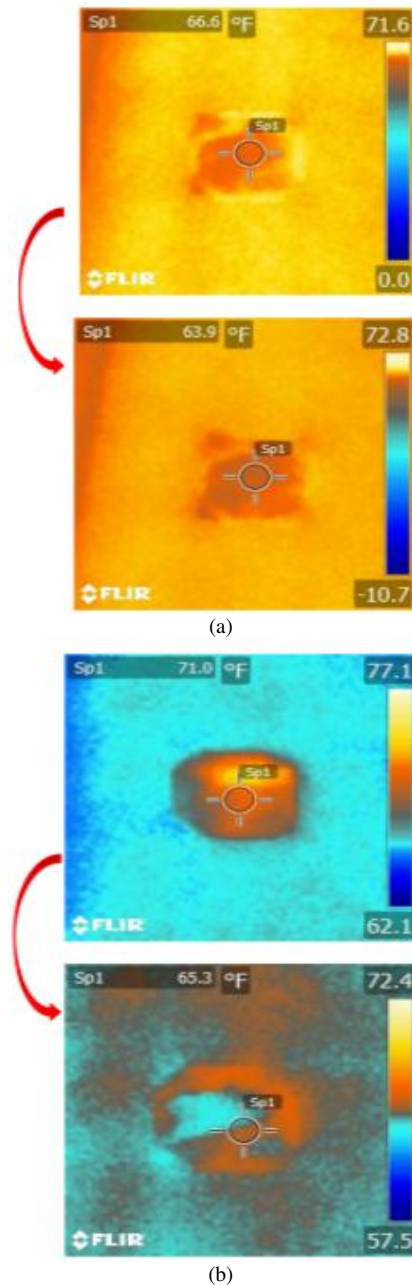 Sp1 66.6 °F 71.6
Sp1
FLIR 0.0
Sp1 63.9 °F 72.8
Sp1
FLIR -10.7
(a)
Sp1 71.0 °F 77.1
Sp1
FLIR 62.1
Sp1 65.3 °F 72.4
Sp1
FLIR 57.5
(b)